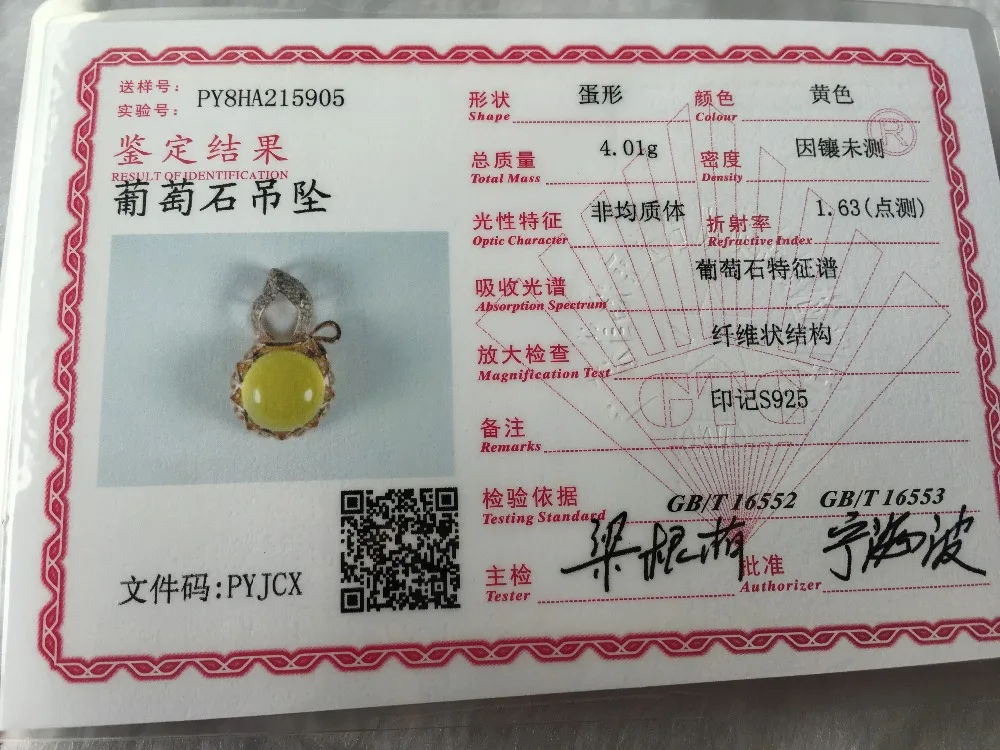 送样号：
实验号： PY8HA215905
鉴定结果
RESULT OF IDENTIFICATION
葡萄石吊坠
文件码:PYJCX
形状 蛋形 颜色 黄色
Shape Colour
总质量 4.01g 密度 因镶未测
Total Mass Density
光性特征 非均质体 折射率 1.63(点测)
Optic Character Refractive Index
吸收光谱 葡萄石特征谱
Absorption Spectrum
放大检查 纤维状结构
Magnification Test
备注 印记S925
Remarks
检验依据 GB/T 16552 GB/T 16553
Testing Standard
主检 批准
Tester Authorizer
GTC
®